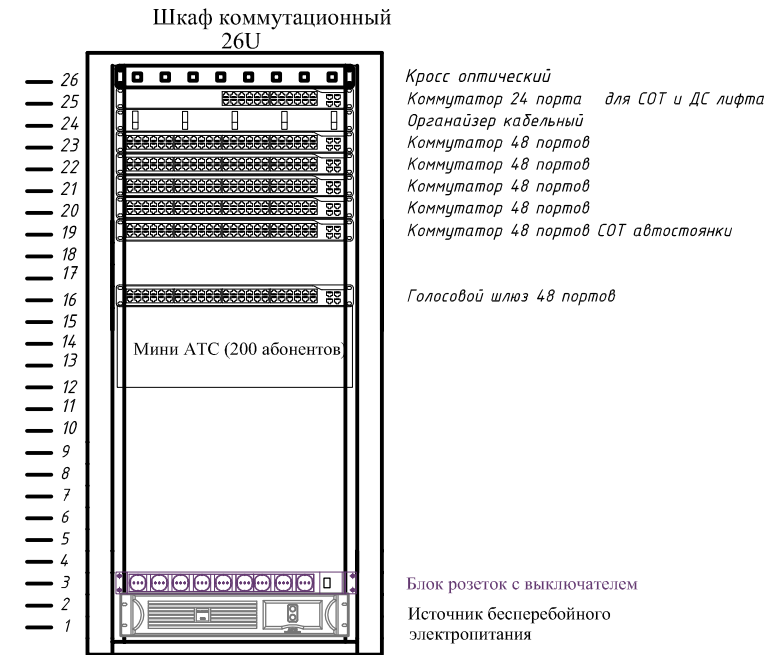 Шкаф коммутационный
26U
26 Кросс оптический
25 Коммутатор 24 порта для СОТ и ДС лифта
24 Органайзер кабельный
23 Коммутатор 48 портов
22 Коммутатор 48 портов
21 Коммутатор 48 портов
20 Коммутатор 48 портов
19 Коммутатор 48 портов СОТ автостоянки
18
17
16 Голосовой шлюз 48 портов
15
14 Мини АТС (200 абонентов)
13
12
11
10
9
8
7
6
5
4
3 Блок розеток с выключателем
2 Источник бесперебойного
1 электропитания